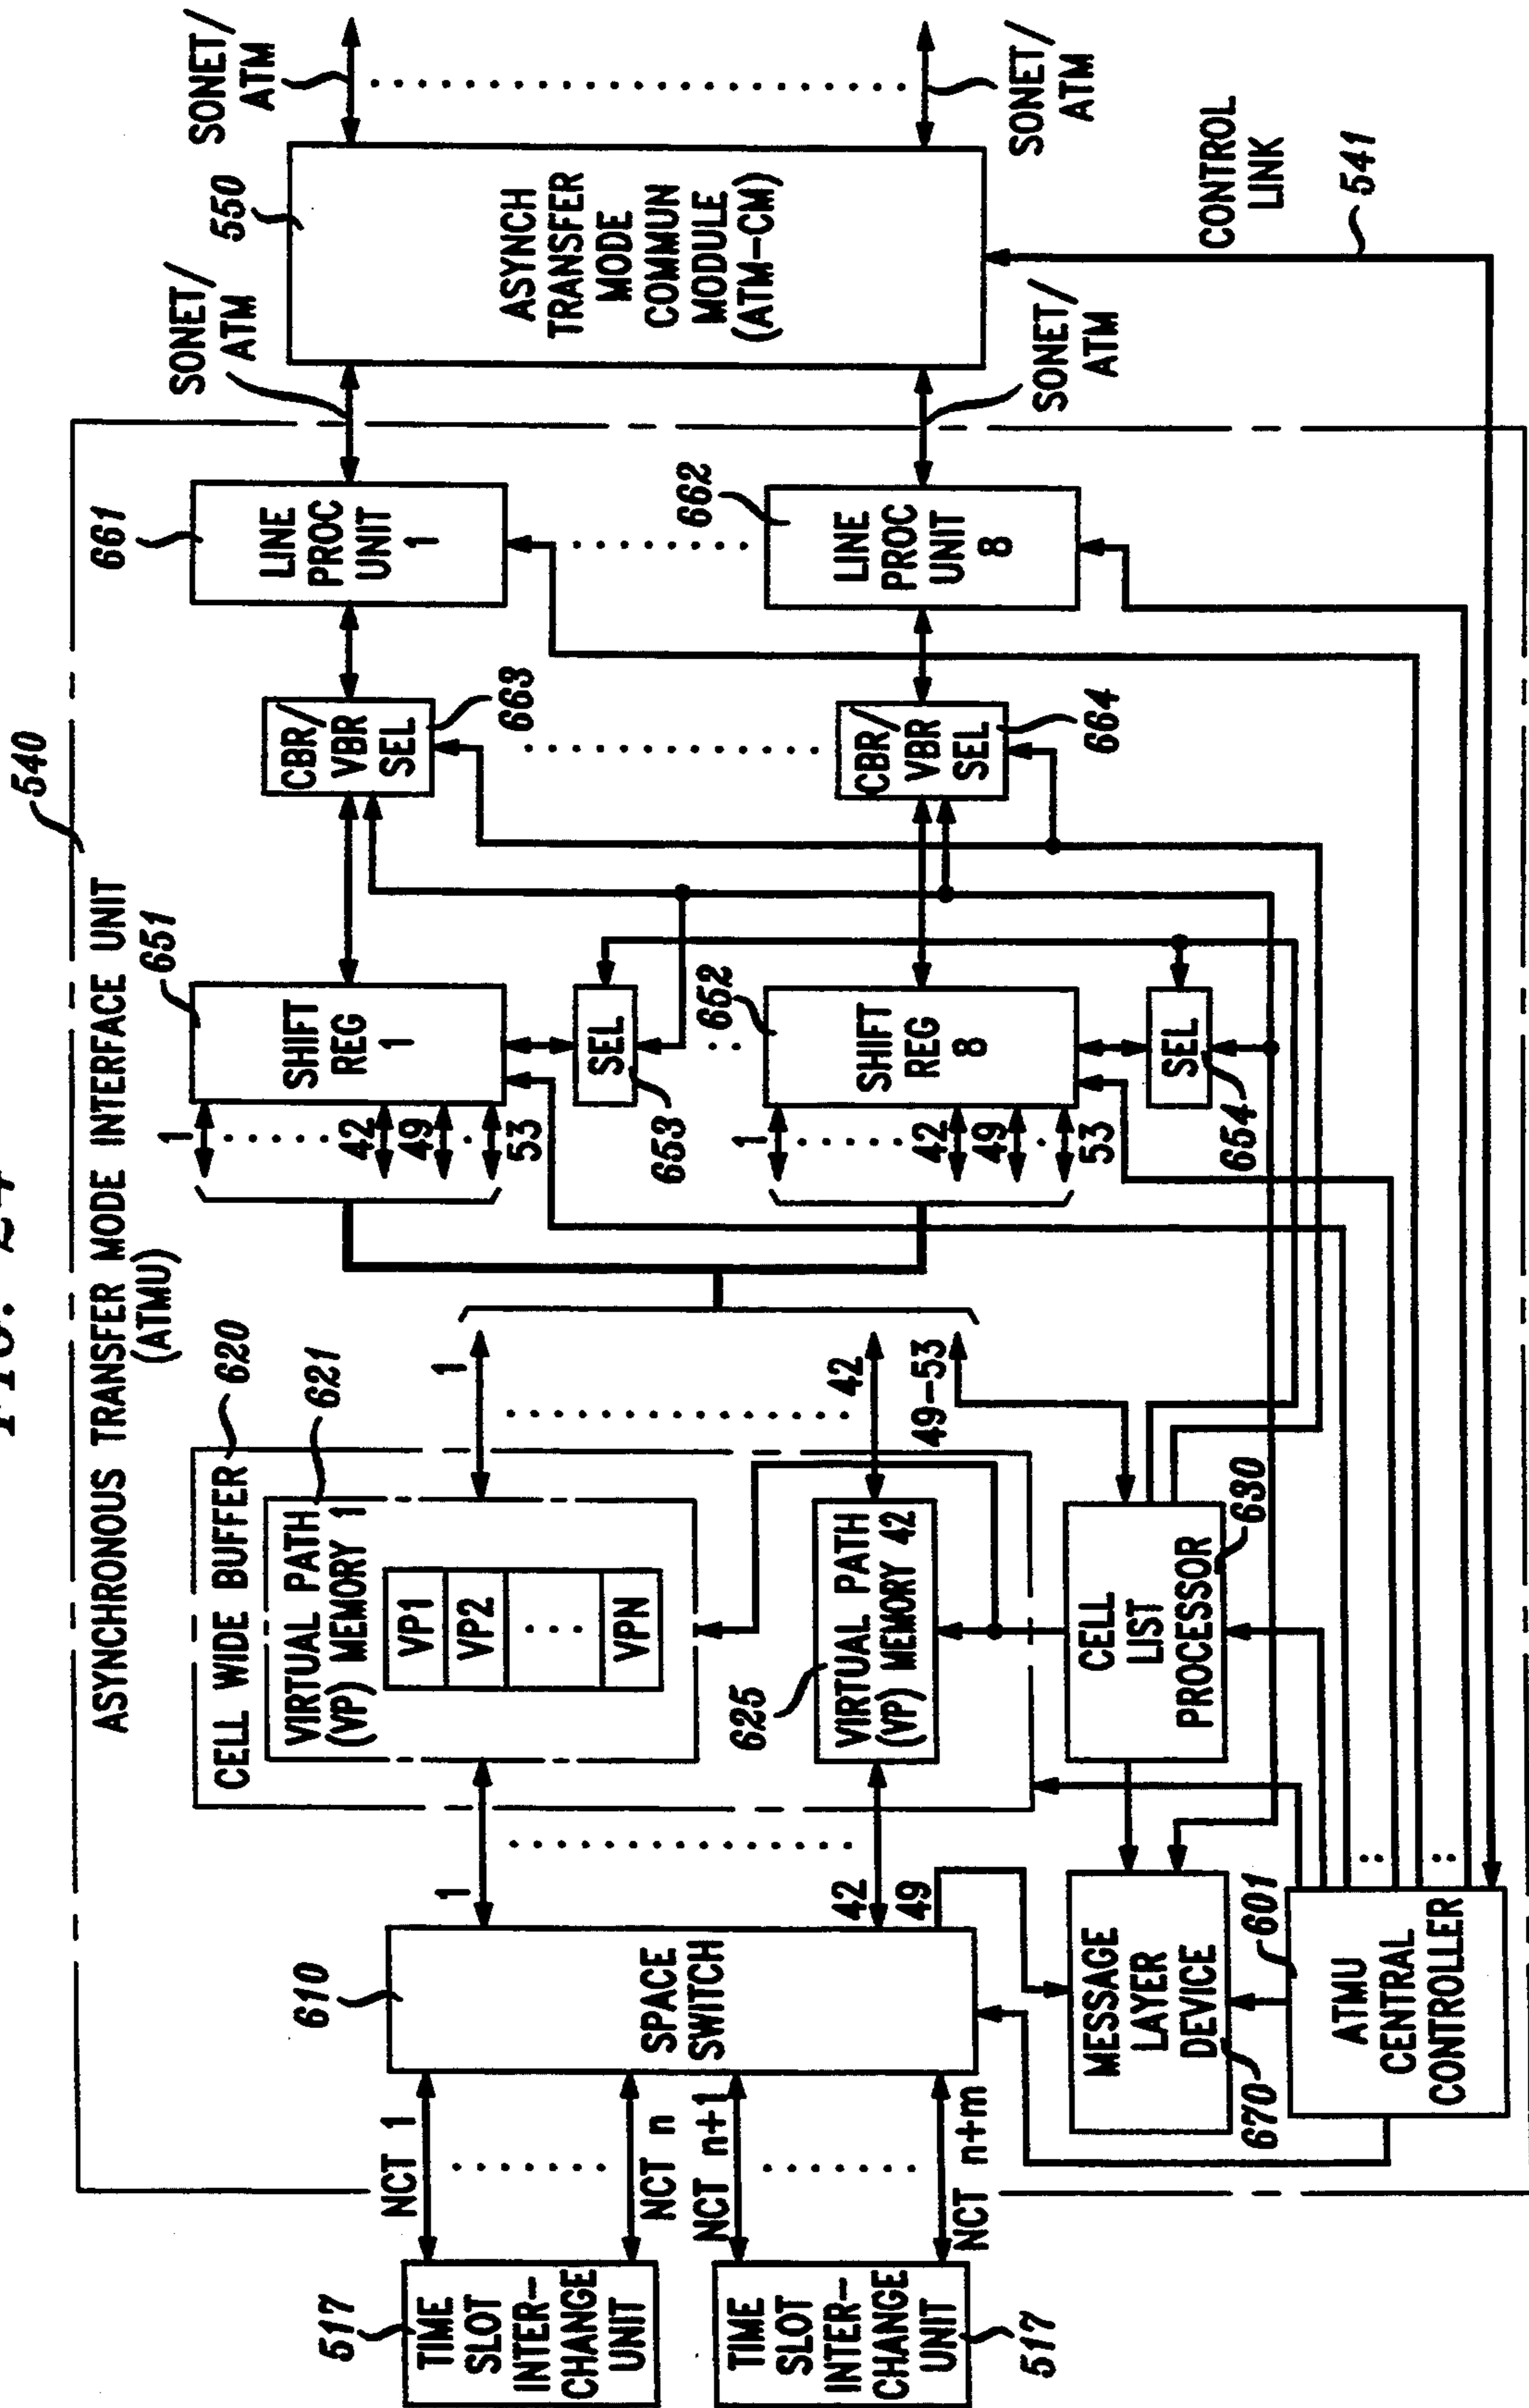 FIG. 24
ASYNCHRONOUS TRANSFER MODE INTERFACE UNIT
(ATMU)
540
517
TIME
SLOT
INTER-
CHANGE
UNIT
TIME
SLOT
INTER-
CHANGE
UNIT
517
NCT 1
NCT n
NCT n+1
NCT n+m
610
SPACE
SWITCH
1
42
49
CELL WIDE BUFFER
620
VIRTUAL PATH
(VP) MEMORY 1
621
VP1
VP2
VPN
625
VIRTUAL PATH
(VP) MEMORY 42
CELL
LIST
PROCESSOR
630
MESSAGE
LAYER
DEVICE
670
601
ATMU
CENTRAL
CONTROLLER
1
42
49-53
1
42
49
53
651
SHIFT
REG
1
SEL
653
1
42
49
53
652
SHIFT
REG
8
SEL
654
CBR/
VBR
SEL
663
CBR/
VBR
SEL
664
661
LINE
PROC
UNIT
1
662
LINE
PROC
UNIT
8
SONET/
ATM
SONET/
ATM
550
ASYNCH
TRANSFER
MODE
COMMUN
MODULE
(ATM-CM)
SONET/
ATM
SONET/
ATM
CONTROL
LINK
541